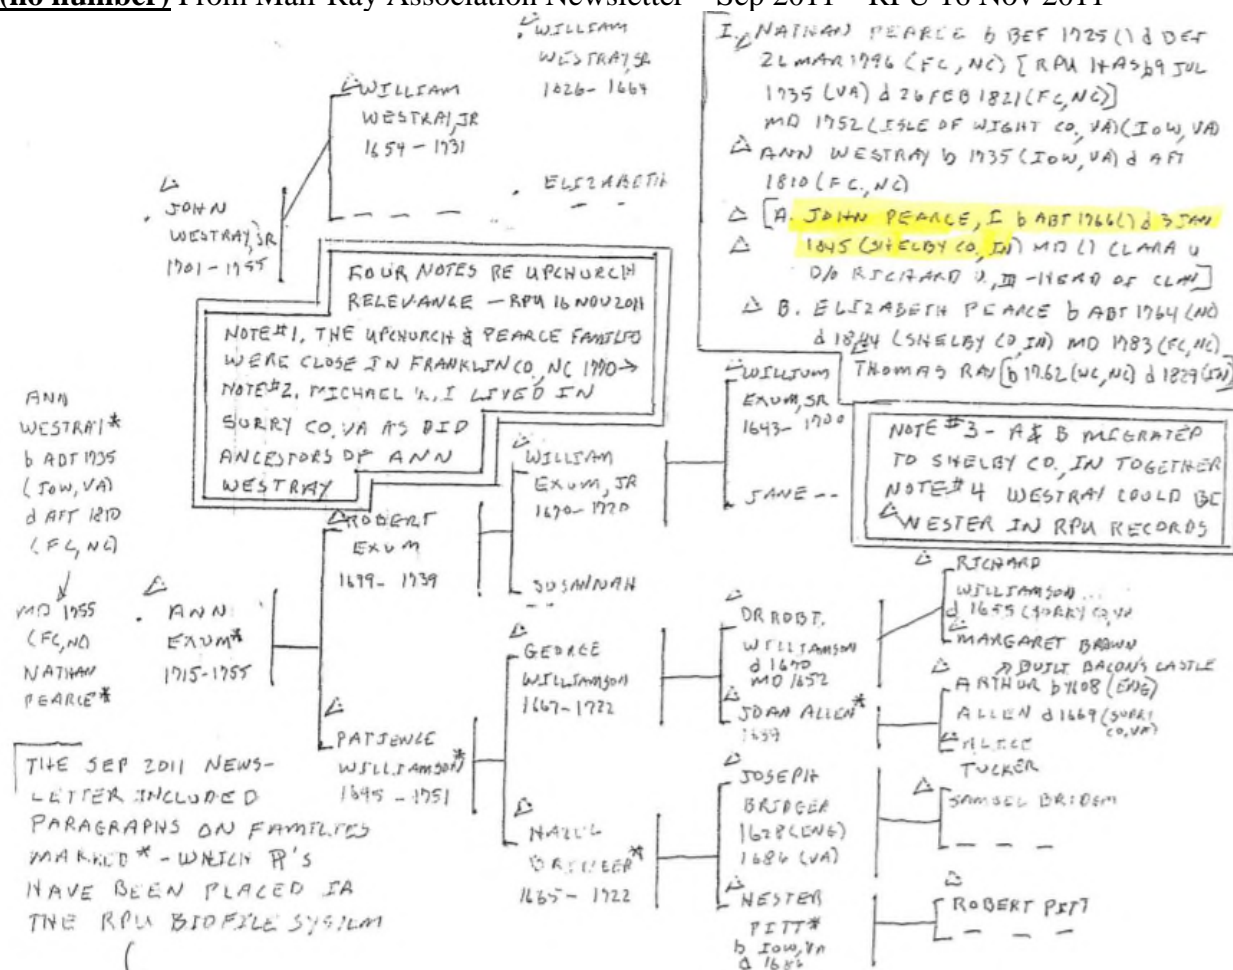 (no number) From Mall-Ray Association Newsletter – Sep 2011 – RPU 16 Nov 2011
WILLIAM
WESTRAY, SR
1626 - 1664
WILLIAM
WESTRAY, JR
1654 - 1731
ELIZABETH
JOHN
WESTRAY, SR
1701 - 1755
I. NATHAN PEARCE b BEF 1725 () d DEF
26 MAR 1796 (FC, NC) [RPU HAS b 9 JUL
1735 (VA) d 26 FEB 1821 (FC, NC)]
MD 1752 (ISLE OF WIGHT CO., VA) (IOW, VA
ANN WESTRAY b 1735 (IOW, VA) d AFT
1810 (FC., NC)
[A. JOHN PEARCE, I b ABT 1766 () d 3 JAN
1845 (SHELBY CO, IN) MD () CLARA U
D/O RICHARD U, III - HEAD OF CLAN]
B. ELIZABETH PEARCE b ABT 1764 (NC)
d 1844 (SHELBY CO, IN) MD 1783 (FC, NC)
THOMAS RAY [b 1762 (WC, NC) d 1829 (IN)]
FOUR NOTES RE UPCHURCH
RELEVANCE - RPU 16 NOV 2011
NOTE #1, THE UPCHURCH & PEARCE FAMILIES
WERE CLOSE IN FRANKLIN CO, NC 1770 →
NOTE #2, MICHAEL U, I LIVED IN
SURRY CO, VA AS DID
ANCESTORS OF ANN
WESTRAY
NOTE #3 - A & B MIGRATED
TO SHELBY CO, IN TOGETHER
NOTE #4 WESTRAY COULD BE
WESTER IN RPU RECORDS
ANN
WESTRAY*
b ABT 1735
(IOW, VA)
d AFT 1810
(FC, NC)
MD 1755
(FC, NC)
NATHAN
PEARCE*
ANN
EXUM*
1715-1755
ROBERT
EXUM
1699 - 1739
WILLIAM
EXUM, JR
1670 - 1720
SUSANNAH
--
WILLIUM
EXUM, SR
1643 - 1700
JANE --
PATIENCE
WILLIAMSON*
1695 - 1751
GEORGE
WILLIAMSON
1667-1722
HAZEL
BRIDGER*
1665 - 1722
DR ROBT.
WILLIAMSON
d 1670
MD 1652
JOAN ALLEN*
1659
RICHARD
WILLIAMSON
d 1655 (SURRY CO, VA
MARGARET BROWN
BUILT BACON'S CASTLE
ARTHUR b 1608 (ENG)
ALLEN d 1669 (SURRY
CO, VA)
ALICE
TUCKER
JOSEPH
BRIDGER
1628 (ENG)
1686 (VA)
SAMUEL BRIDGER
HESTER
PITT*
b IOW, VA
d 1686
ROBERT PITT
THE SEP 2011 NEWS-
LETTER INCLUDED
PARAGRAPHS ON FAMILIES
MARKED* - WHICH P'S
HAVE BEEN PLACED IN
THE RPU BIOFILE SYSTEM